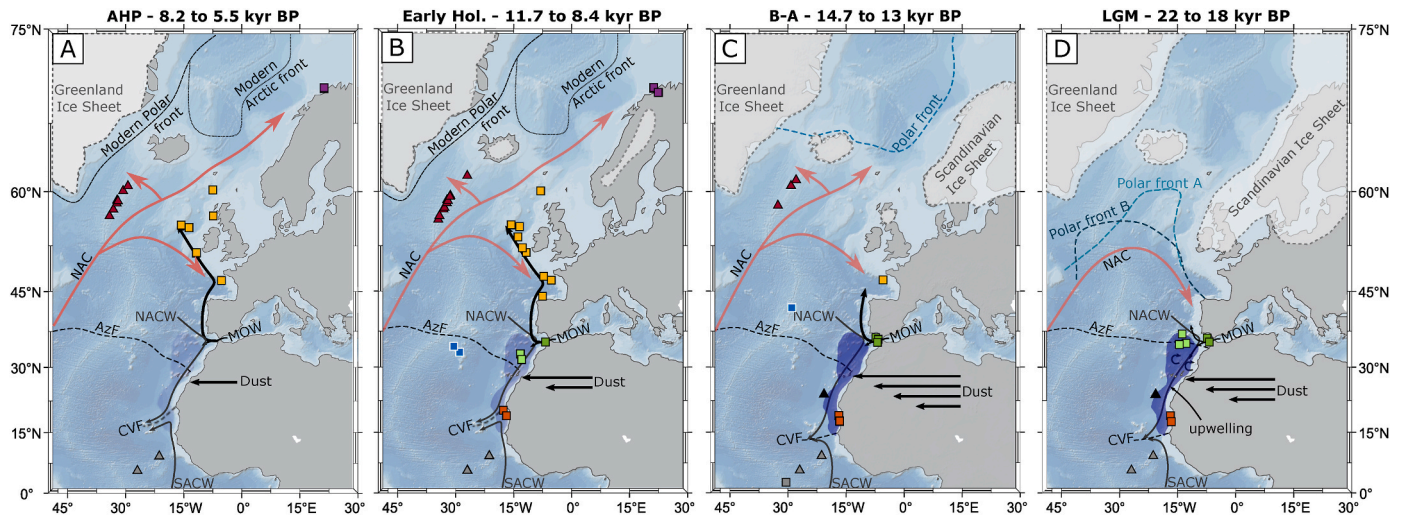 AHP - 8.2 to 5.5 kyr BP
Early Hol. - 11.7 to 8.4 kyr BP
B-A - 14.7 to 13 kyr BP
LGM - 22 to 18 kyr BP
75°N
60°N
45°N
30°N
15°N
0°
A
Greenland
Ice Sheet
Modern Polar
front
Modern
Arctic front
NAC
NACW
AzF
MOW
Dust
CVF
SACW
45°
30°
15°W
0°
15°E
30°
B
Greenland
Ice Sheet
Modern Polar
front
Modern
Arctic front
NAC
NACW
AzF
MOW
Dust
CVF
SACW
45°
30°
15°W
0°
15°E
30°
C
Greenland
Ice Sheet
Polar front
Scandinavian
Ice Sheet
NAC
NACW
AzF
MOW
Dust
CVF
SACW
45°
30°
15°W
0°
15°E
30°
D
Greenland
Ice Sheet
Scandinavian Ice Sheet
Polar front A
Polar front B
NAC
NACW
AzF
MOW
Dust
upwelling
CVF
SACW
45°
30°
15°W
0°
15°E
30°E
75°N
60°N
45°N
30°N
15°N
0°